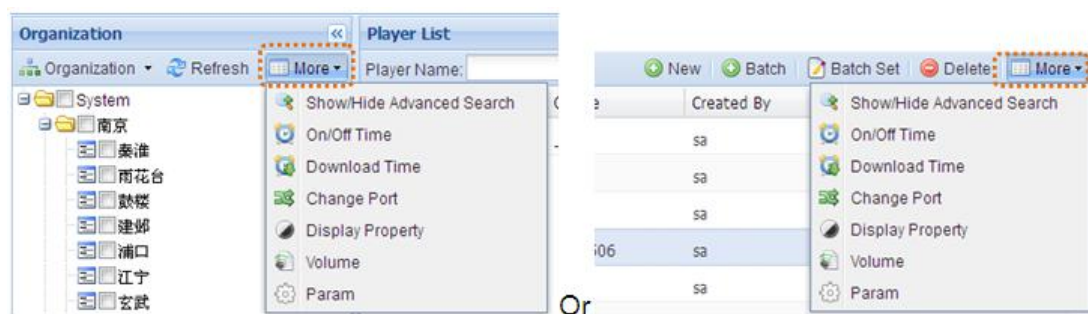 Organization
Player List
Organization
Refresh
More
Player Name:
System
南京
秦淮
雨花台
鼓楼
建邺
浦口
江宁
玄武
Show/Hide Advanced Search
On/Off Time
Download Time
Change Port
Display Property
Volume
Param
Or
New
Batch
Batch Set
Delete
More
Created By
sa
sa
sa
506
sa
sa
Show/Hide Advanced Search
On/Off Time
Download Time
Change Port
Display Property
Volume
Param